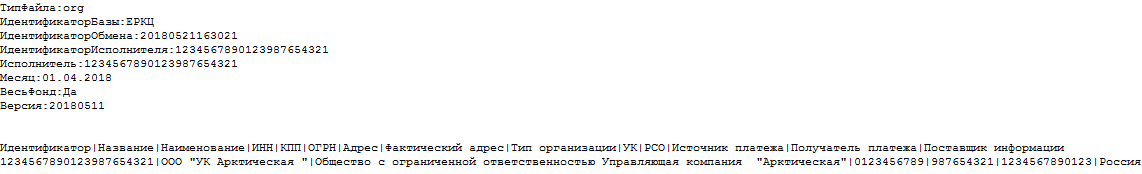 ТипФайла:org
ИдентификаторБазы:ЕРКЦ
ИдентификаторОбмена:20180521163021
ИдентификаторИсполнителя:1234567890123987654321
Исполнитель:1234567890123987654321
Месяц:01.04.2018
ВесьФонд:Да
Версия:20180511
Идентификатор|Название|Наименование|ИНН|КПП|ОГРН|Адрес|Фактический адрес|Тип организации|УК|РСО|Источник платежа|Получатель платежа|Поставщик информации
1234567890123987654321|ООО "УК Арктическая "|Общество с ограниченной ответственностью Управляющая компания  "Арктическая"|0123456789|987654321|1234567890123|Россия